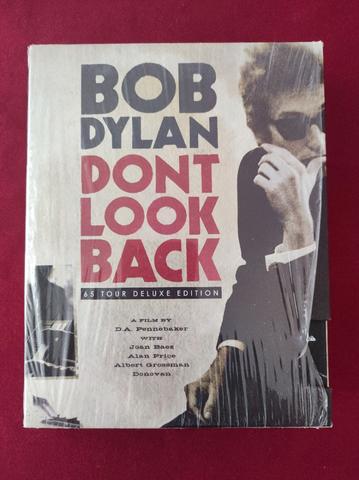 BOB
DYLAN
DONT
LOOK
BACK
65 TOUR DELUXE EDITION
A FILM BY
D.A. Pennebaker
WITH
Joan Baez
Alan Price
Albert Grossman
Donovan